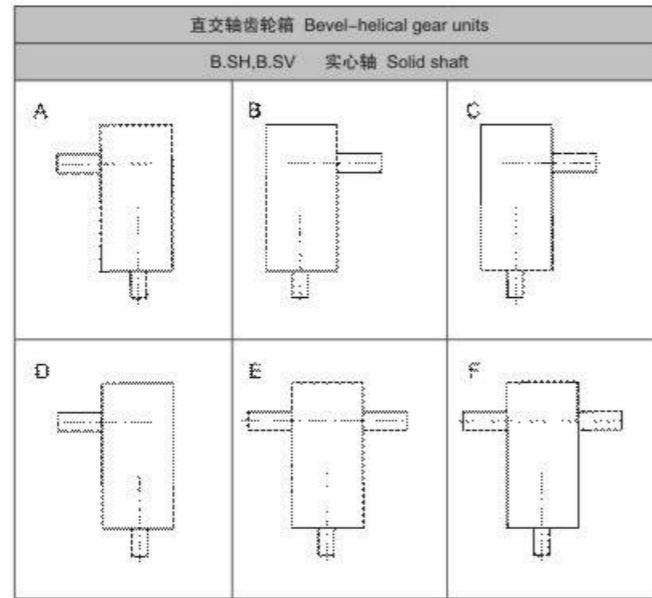 直交轴齿轮箱 Bevel-helical gear units
B.SH,B.SV 实心轴 Solid shaft
A B C
D E F